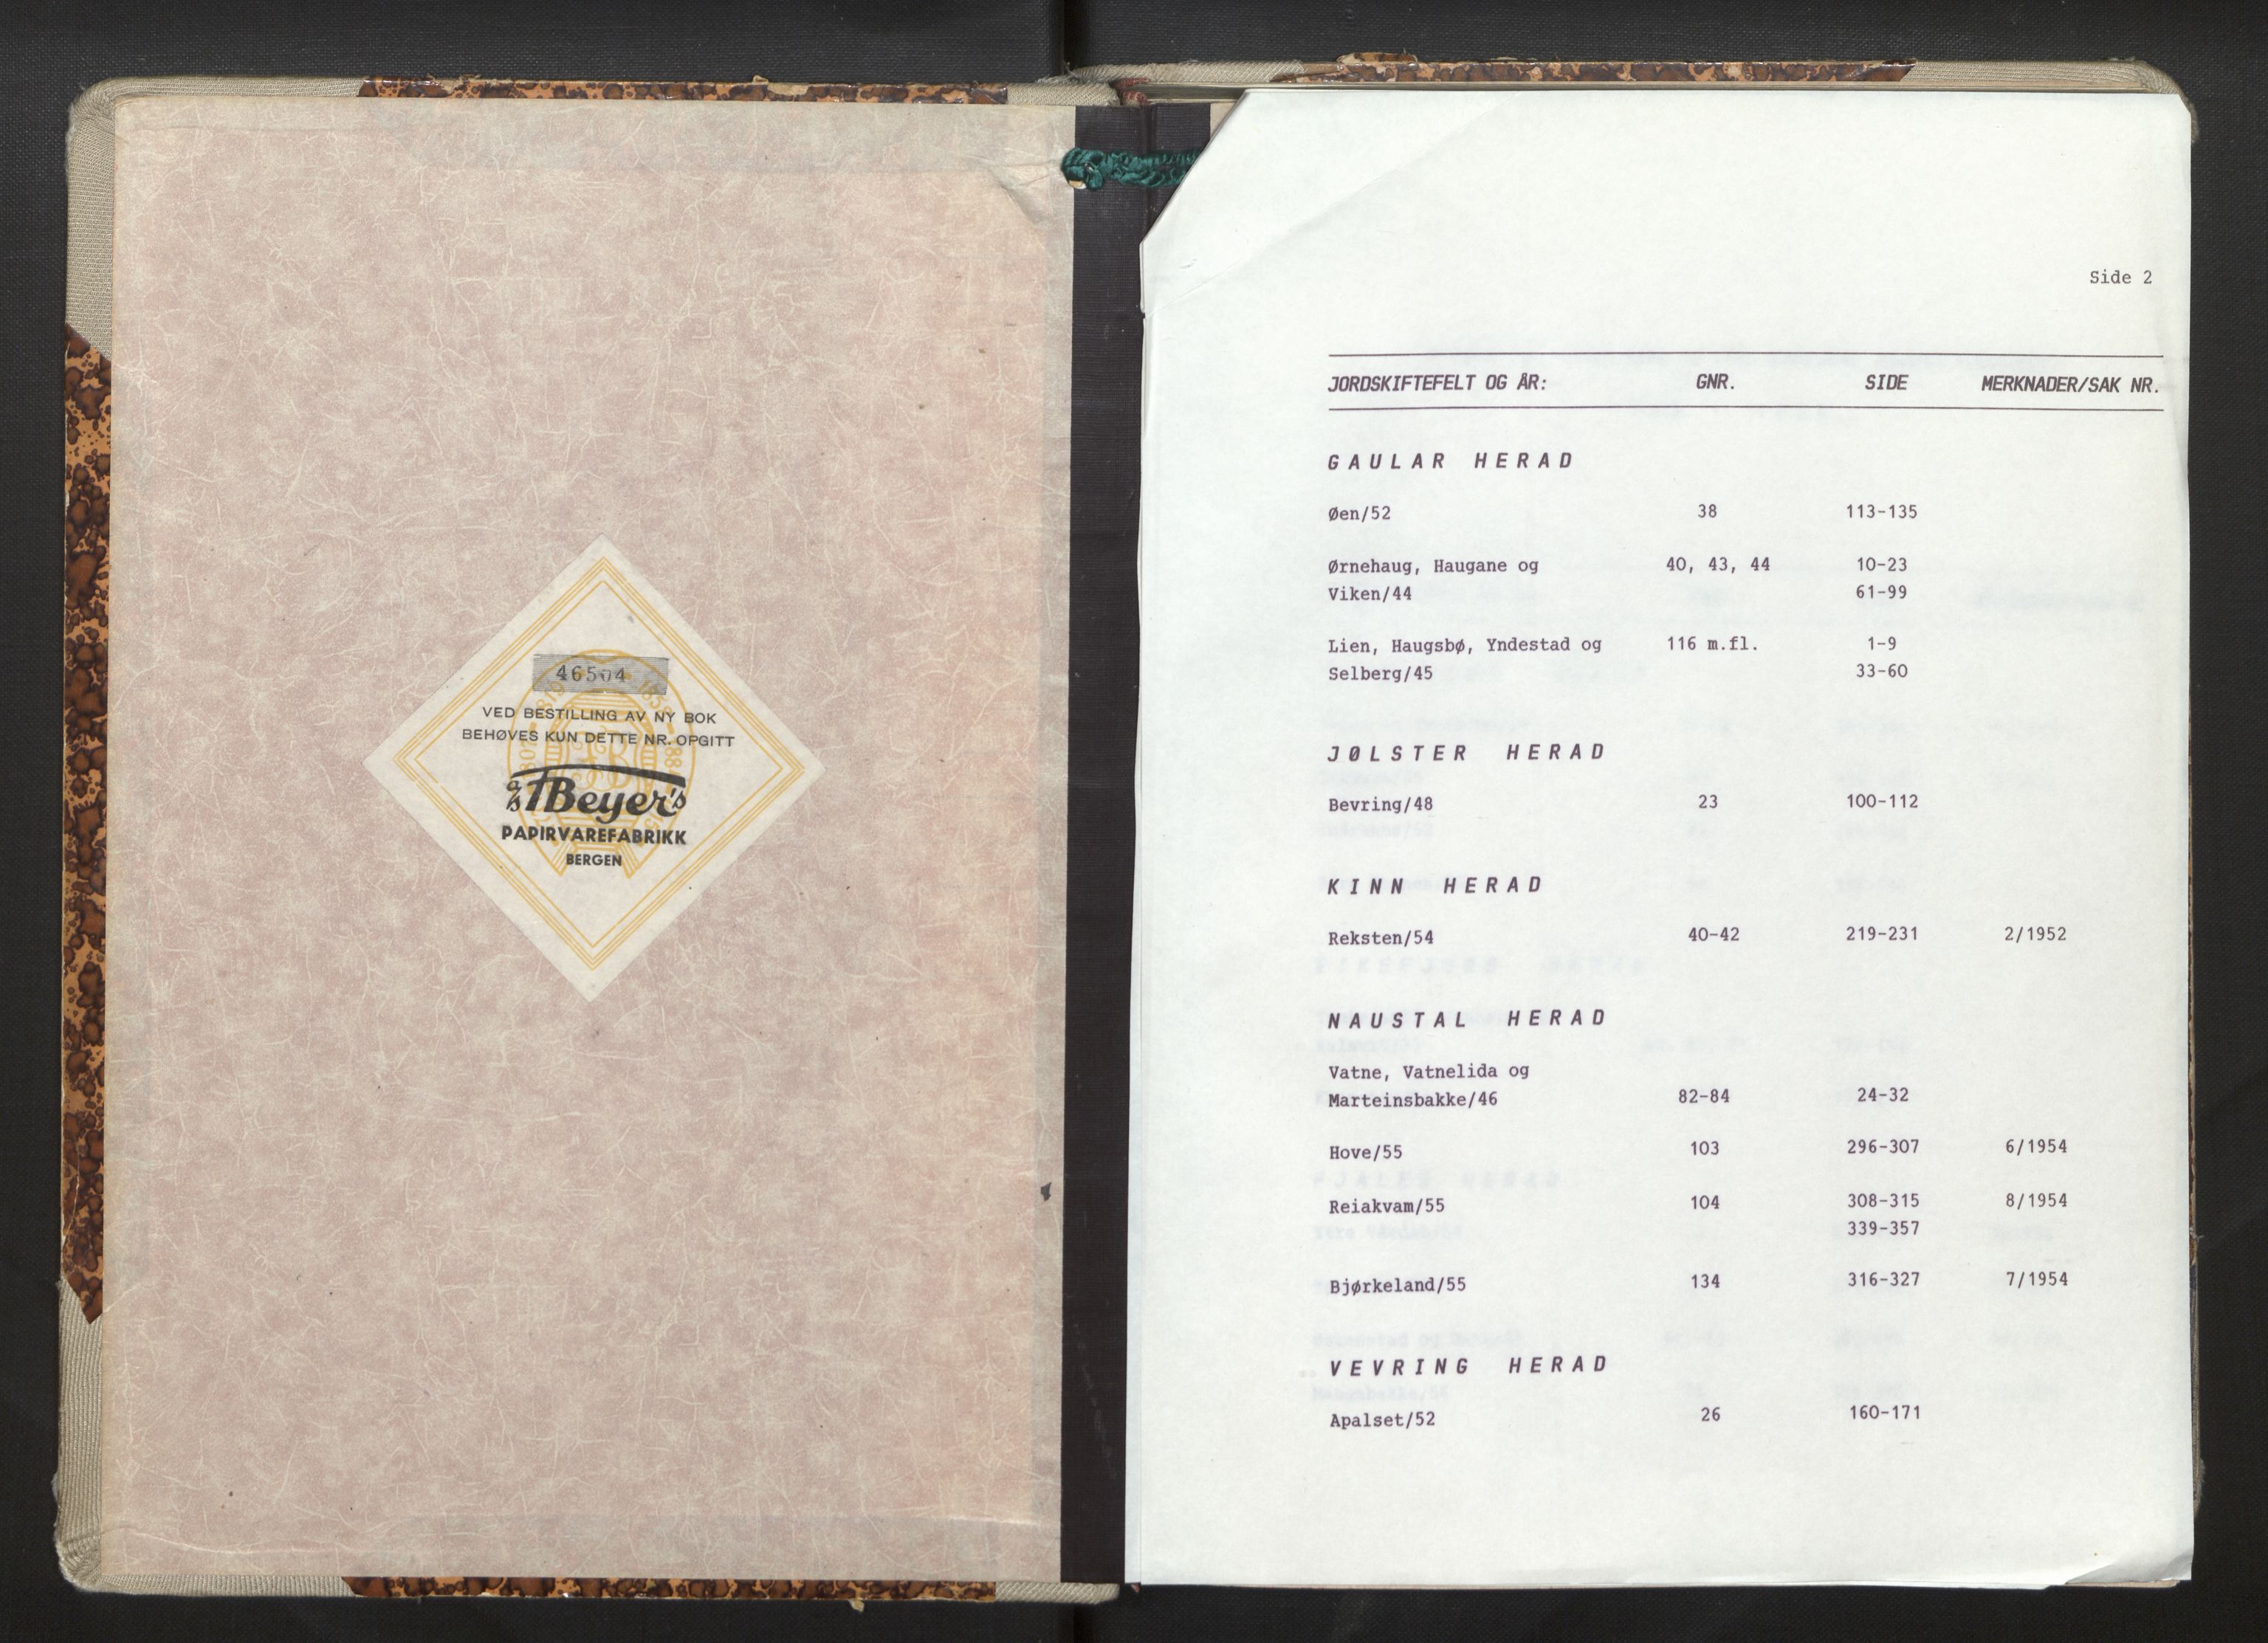 46504
VED BESTILLING AV NY BOK
BEHØVES KUN DETTE NR. OPGITT
a/s F Beyer's
PAPIRVAREFABRIKK
BERGEN
Side 2
JORDSKIFTEFELT OG ÅR: GNR. SIDE MERKNADER/SAK NR.
GAULAR HERAD
Øen/52 38 113-135
Ørnehaug, Haugane og 40, 43, 44 10-23
Viken/44 61-99
Lien, Haugsbø, Yndestad og 116 m.fl. 1-9
Selberg/45 33-60
JØLSTER HERAD
Bevring/48 23 100-112
KINN HERAD
Reksten/54 40-42 219-231 2/1952
NAUSTAL HERAD
Vatne, Vatnelida og
Marteinsbakke/46 82-84 24-32
Hove/55 103 296-307 6/1954
Reiakvam/55 104 308-315 8/1954
339-357
Bjørkeland/55 134 316-327 7/1954
VEVRING HERAD
Apalset/52 26 160-171